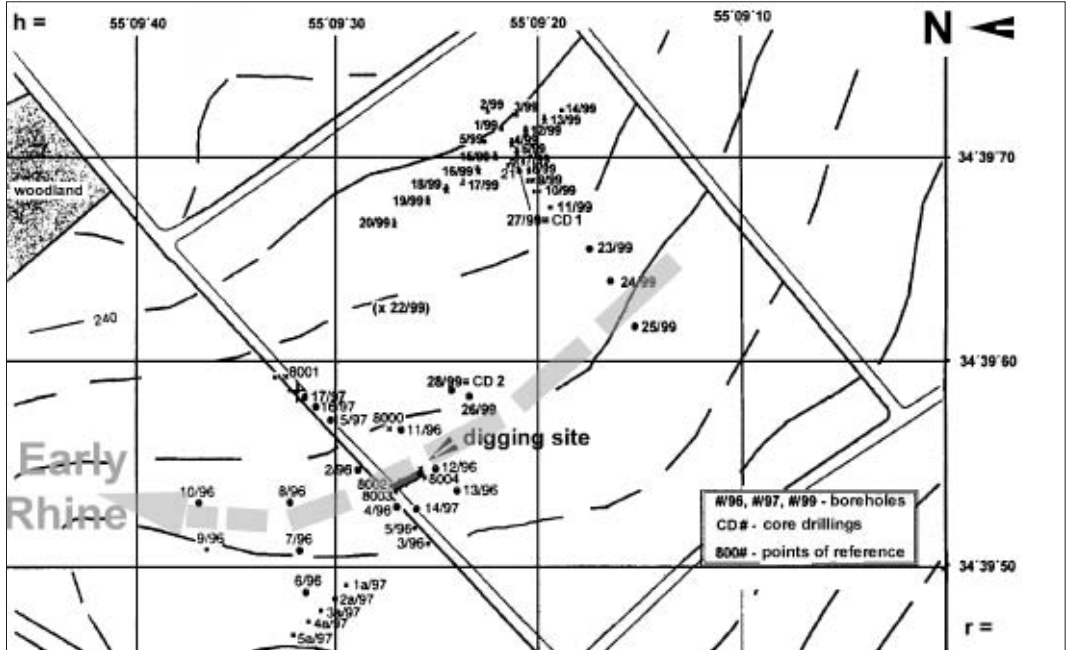 h =
55°09'40
55°09'30
55°09'20
55°09'10
N
2/99
3/99
14/99
13/99
1/99
12/99
5/99
4/99
34°39'70
16/99
17/99
9/99
woodland
18/99
10/99
19/99
11/99
20/99
27/99= CD 1
23/99
24/99
240
(x 22/99)
25/99
34°39'60
8001
28/99= CD 2
17/97
16/97
26/99
15/97
8000
11/96
digging site
Early
Rhine
2/96
12/96
8002
8004
8003
13/96
10/96
8/96
4/96
14/97
#/96, #/97, #/99 - boreholes
CD# - core drillings
800# - points of reference
9/96
7/96
5/96
3/96
34°39'50
6/96
1a/97
2a/97
3a/97
4a/97
5a/97
r =